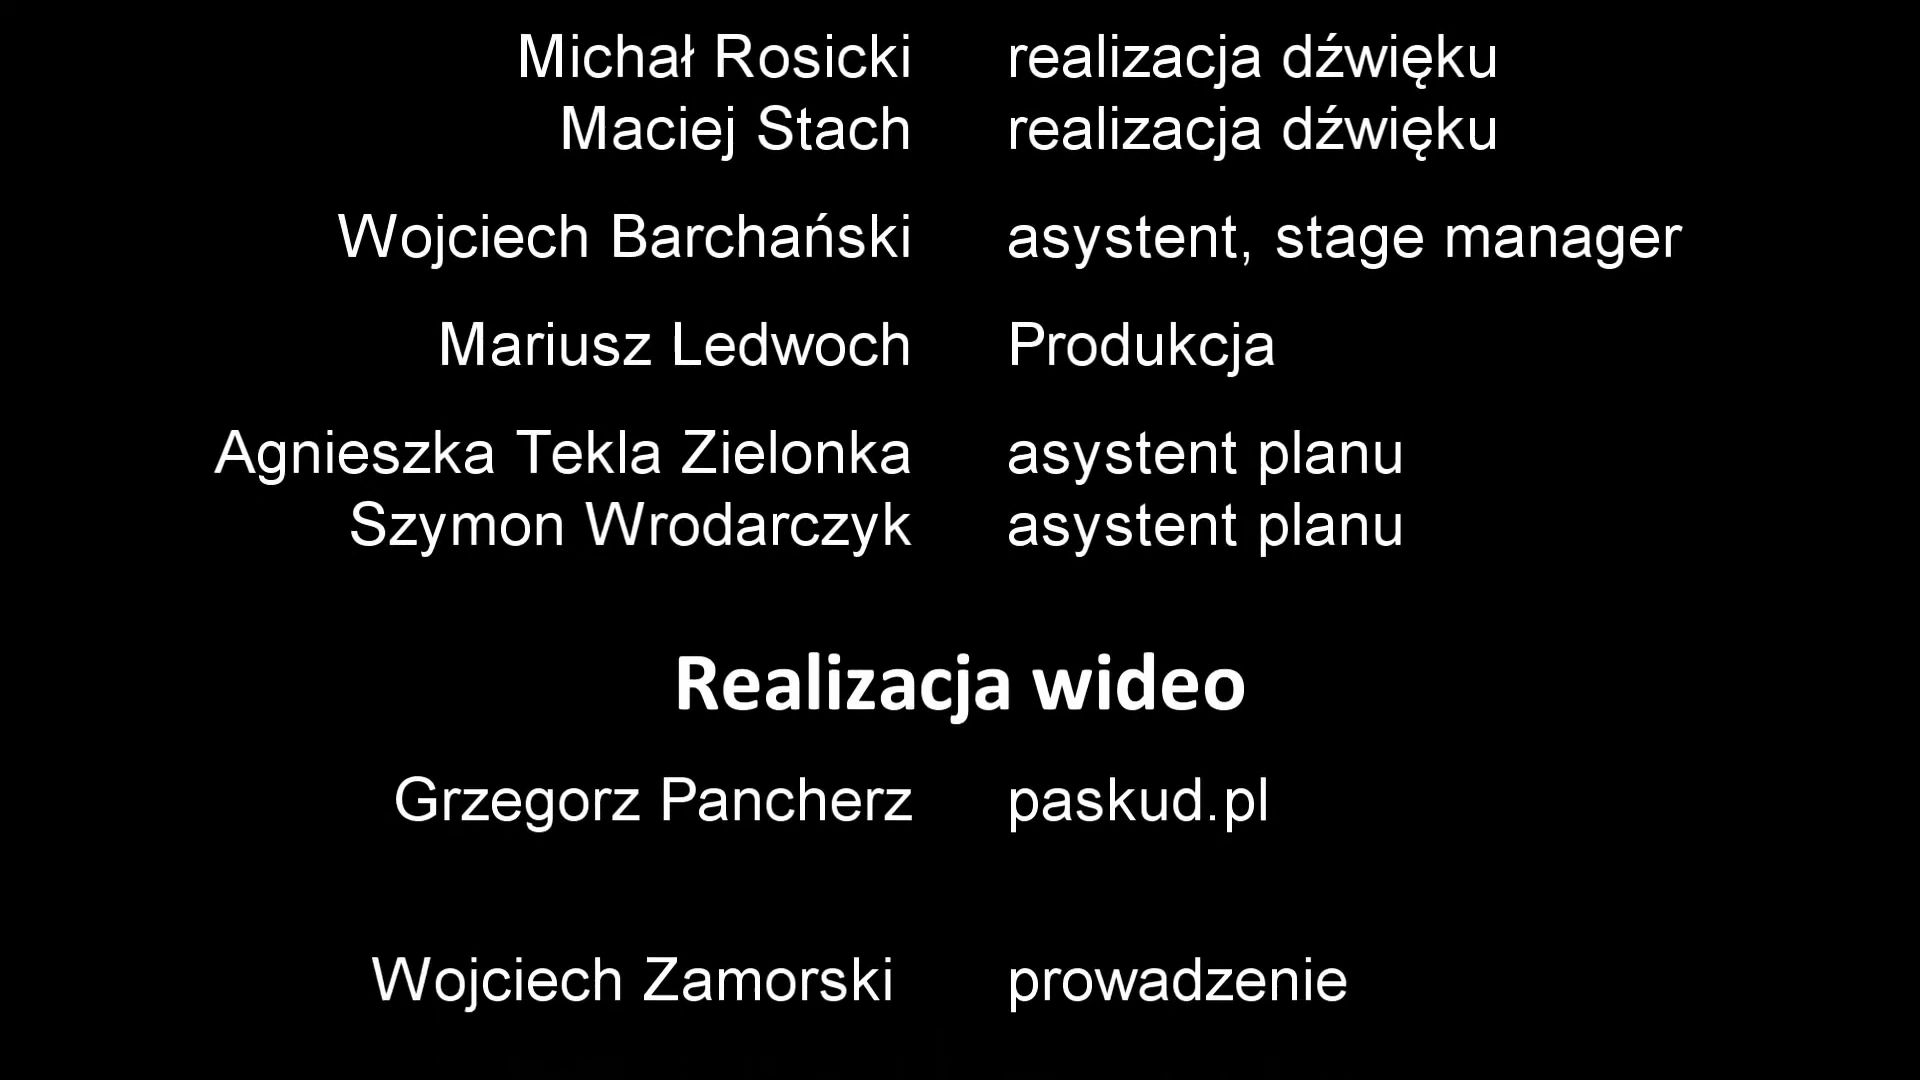 Michał Rosicki realizacja dźwięku
Maciej Stach realizacja dźwięku
Wojciech Barchański asystent, stage manager
Mariusz Ledwoch Produkcja
Agnieszka Tekla Zielonka asystent planu
Szymon Wrodarczyk asystent planu
Realizacja wideo
Grzegorz Pancherz paskud.pl
Wojciech Zamorski prowadzenie